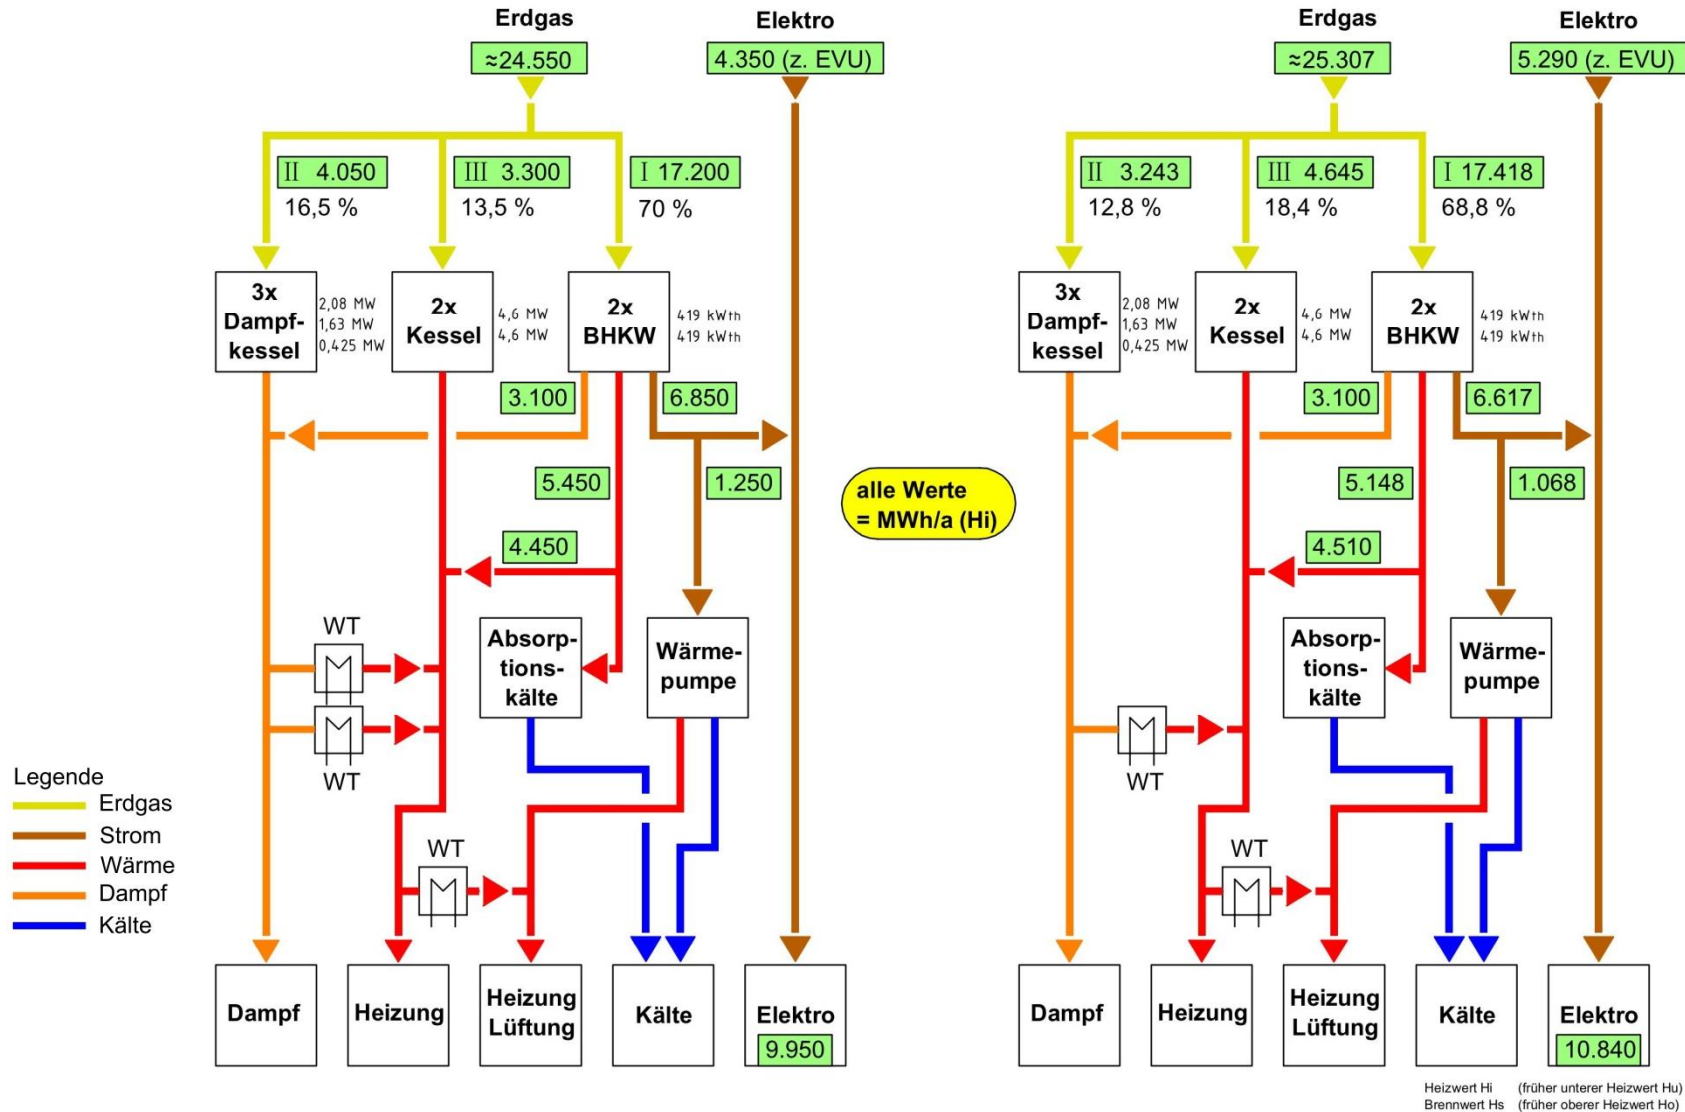 Erdgas
Elektro
≈24.550
4.350 (z. EVU)
II 4.050
III 3.300
I 17.200
16,5 %
13,5 %
70 %
3x
Dampf-
kessel
2,08 MW
1,63 MW
0,425 MW
2x
Kessel
4,6 MW
4,6 MW
2x
BHKW
419 kWth
419 kWth
3.100
6.850
5.450
1.250
4.450
WT
WT
Absorp-
tions-
kälte
Wärme-
pumpe
WT
Dampf
Heizung
Heizung
Lüftung
Kälte
Elektro
9.950
Legende
Erdgas
Strom
Wärme
Dampf
Kälte
alle Werte
= MWh/a (Hi)
Erdgas
Elektro
≈25.307
5.290 (z. EVU)
II 3.243
III 4.645
I 17.418
12,8 %
18,4 %
68,8 %
3x
Dampf-
kessel
2,08 MW
1,63 MW
0,425 MW
2x
Kessel
4,6 MW
4,6 MW
2x
BHKW
419 kWth
419 kWth
3.100
6.617
5.148
1.068
4.510
WT
Absorp-
tions-
kälte
Wärme-
pumpe
WT
Dampf
Heizung
Heizung
Lüftung
Kälte
Elektro
10.840
Heizwert Hi (früher unterer Heizwert Hu)
Brennwert Hs (früher oberer Heizwert Ho)